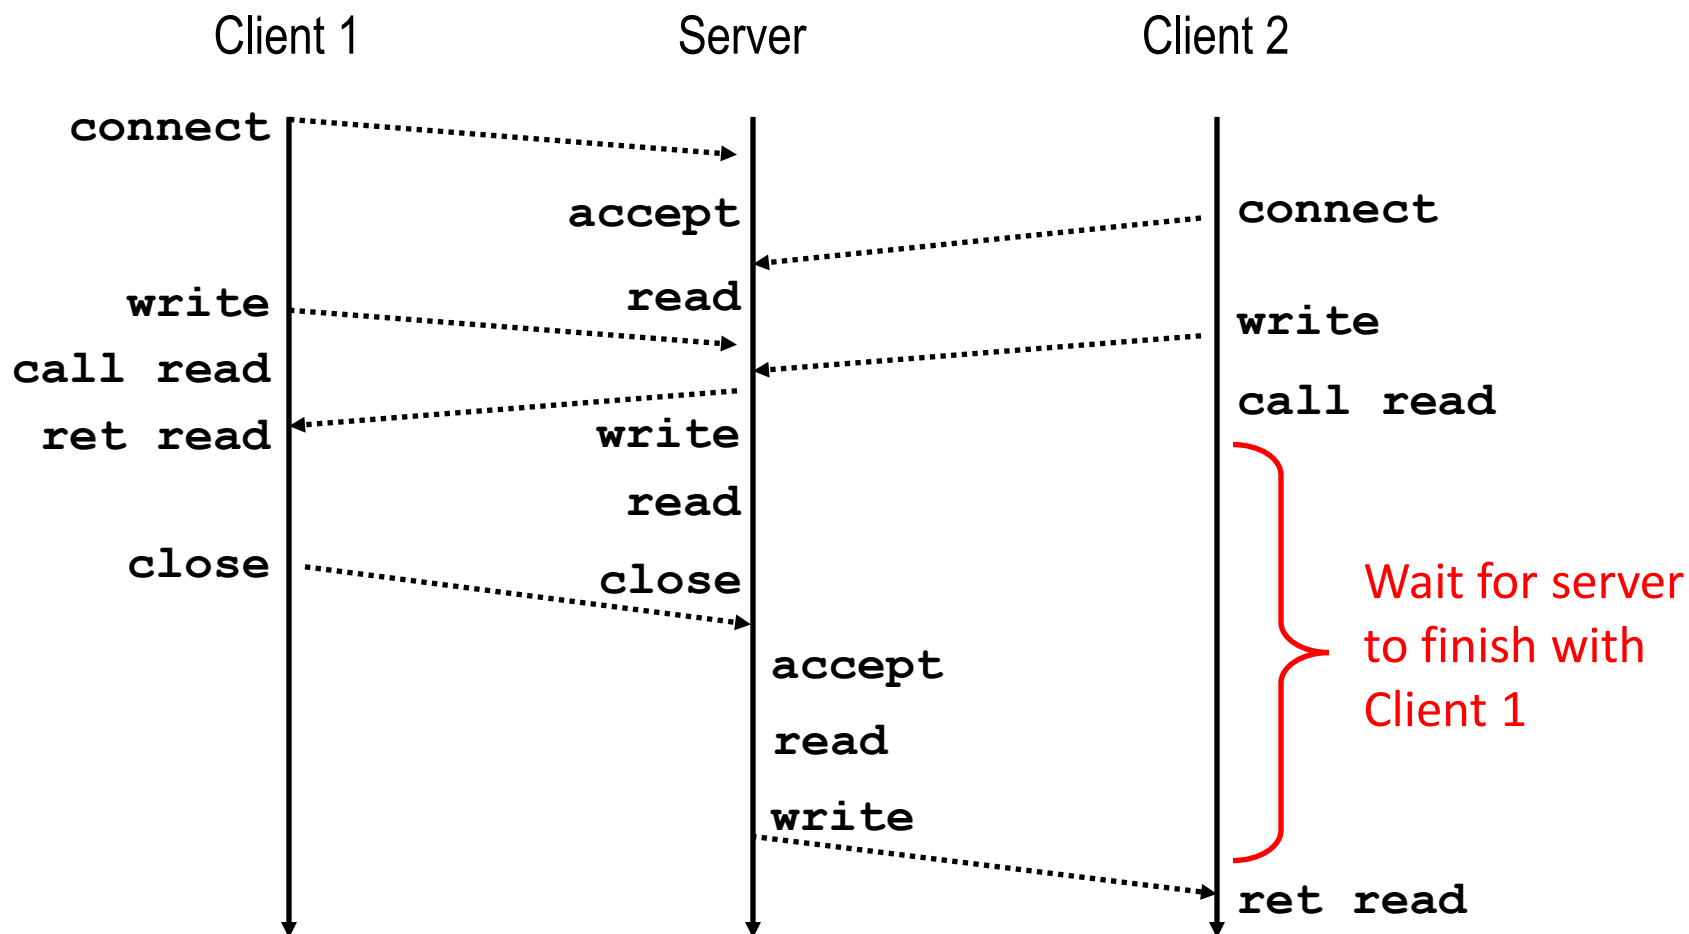 Client 1
Server
Client 2
connect
accept
connect
write
read
write
call read
call read
ret read
write
read
close
close
Wait for server
to finish with
Client 1
accept
read
write
ret read